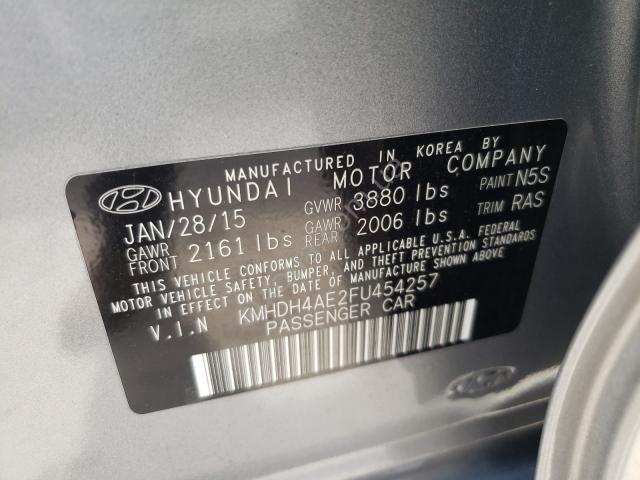 MANUFACTURED IN KOREA BY
HYUNDAI MOTOR COMPANY
JAN/28/15 GVWR 3880 lbs PAINT N5S
GAWR FRONT 2161 lbs GAWR REAR 2006 lbs TRIM RAS
THIS VEHICLE CONFORMS TO ALL APPLICABLE U.S.A. FEDERAL
MOTOR VEHICLE SAFETY, BUMPER, AND THEFT PREVENTION STANDARDS
IN EFFECT ON THE DATE OF MANUFACTURE SHOWN ABOVE.
V.I.N KMHDH4AE2FU454257
PASSENGER CAR